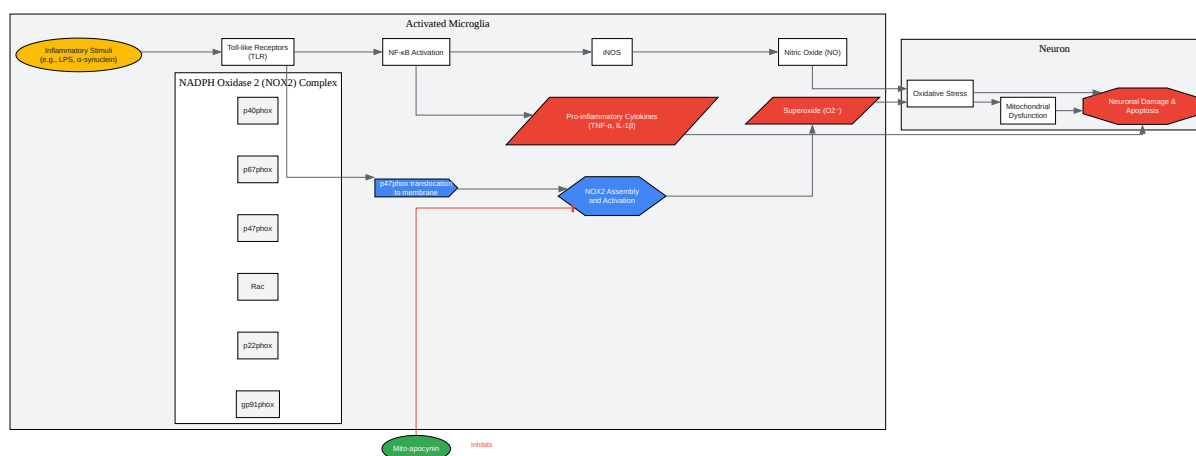 Activated Microglia
Inflammatory Stimuli
(e.g., LPS, α-synuclein)
Toll-like Receptors
(TLR)
NF-κB Activation
iNOS
Nitric Oxide (NO)
Neuron
NADPH Oxidase 2 (NOX2) Complex
p40phox
p67phox
p47phox
Rac
p22phox
gp91phox
Pro-inflammatory Cytokines
(TNF-α, IL-1β)
Superoxide (O2⁻)
Oxidative Stress
Mitochondrial
Dysfunction
Neuronal Damage &
Apoptosis
p47phox translocation
to membrane
NOX2 Assembly
and Activation
Mito-apocynin
Inhibits